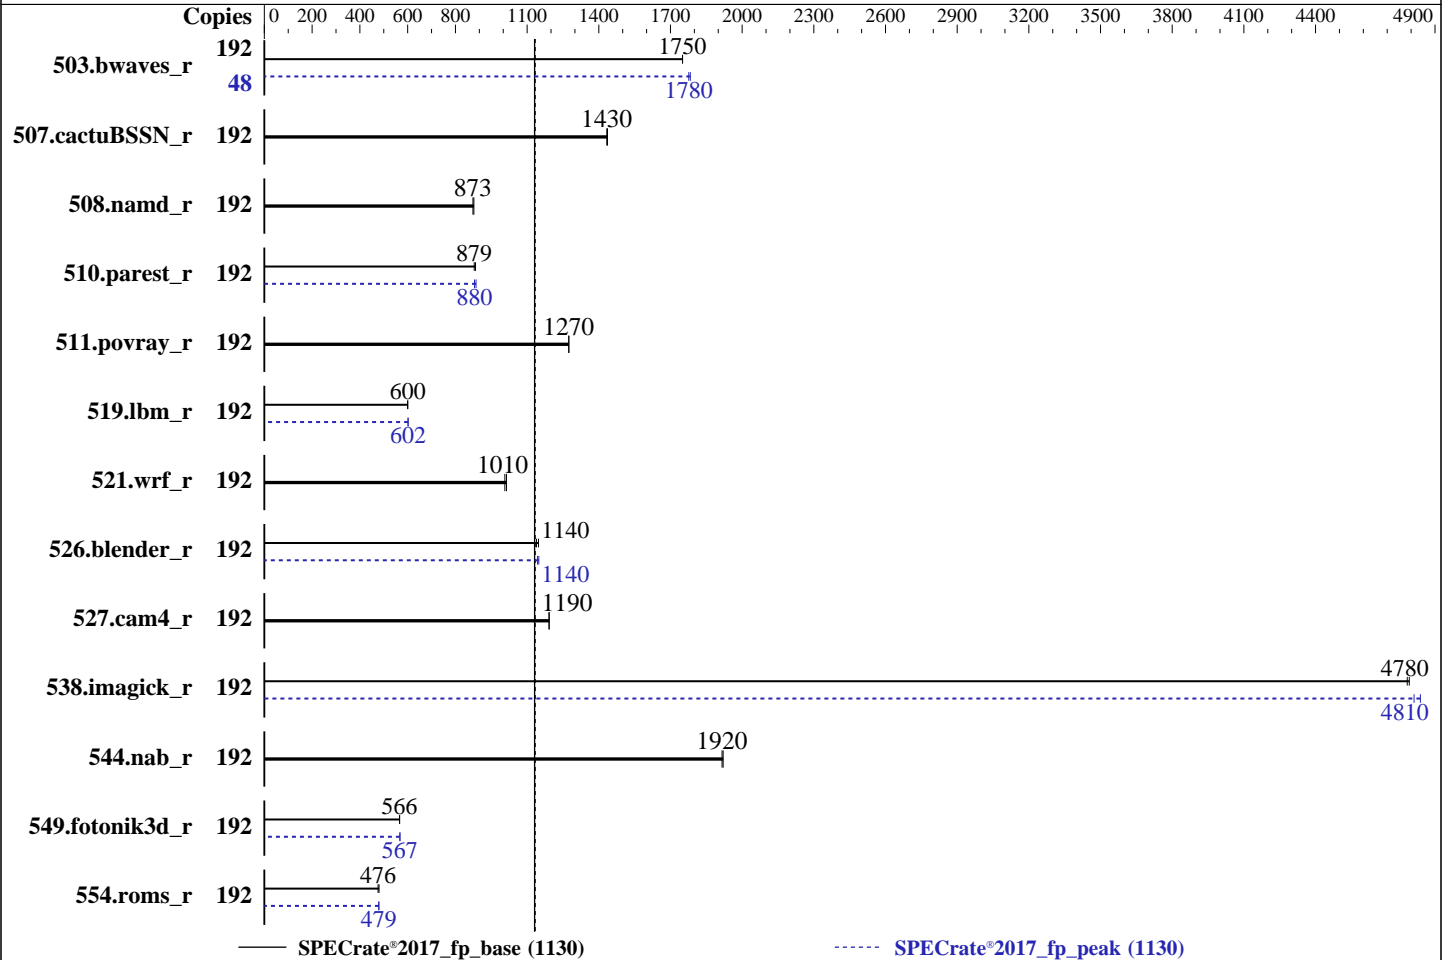 Copies 0 200 400 600 800 1100 1400 1700 2000 2300 2600 2900 3200 3500 3800 4100 4400 4900
503.bwaves_r 192 1750
48 1780
507.cactuBSSN_r 192 1430
508.namd_r 192 873
510.parest_r 192 879
880
511.povray_r 192 1270
519.lbm_r 192 600
602
521.wrf_r 192 1010
526.blender_r 192 1140
1140
527.cam4_r 192 1190
538.imagick_r 192 4780
4810
544.nab_r 192 1920
549.fotonik3d_r 192 566
567
554.roms_r 192 476
479
SPECrate®2017_fp_base (1130) SPECrate®2017_fp_peak (1130)